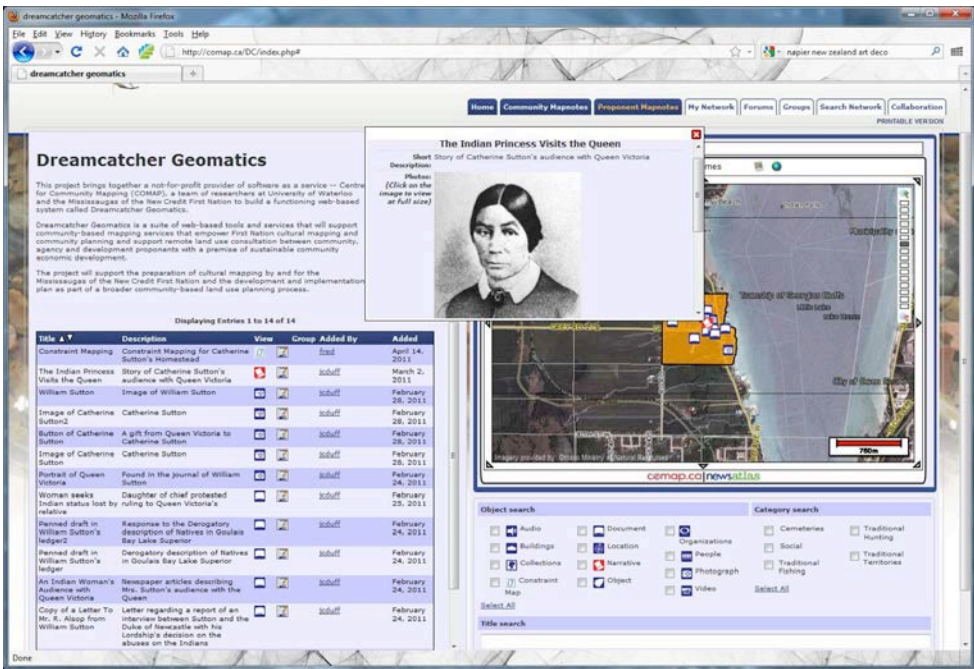 dreamcatcher geomatics - Mozilla Firefox
File Edit View History Bookmarks Tools Help
http://comap.ca/DC/index.php#
napier new zealand art deco
dreamcatcher geomatics
Home Community Mapnotes Proponent Mapnotes My Network Forums Groups Search Network Collaboration
PRINTABLE VERSION
The Indian Princess Visits the Queen
Short Description: Story of Catherine Sutton's audience with Queen Victoria
Photos:
(Click on the
image to view
at full size)
Dreamcatcher Geomatics
This project brings together a not-for-profit provider of software as a service -- Centre
for Community Mapping (COMAP), a team of researchers at University of Waterloo
and the Mississaugas of the New Credit First Nation to build a functioning web-based
system called Dreamcatcher Geomatics.
Dreamcatcher Geomatics is a suite of web-based tools and services that will support
community-based mapping services that empower First Nation cultural mapping and
community planning and support remote land use consultation between community,
agency and development proponents with a premise of sustainable community
economic development.
The project will support the preparation of cultural mapping by and for the
Mississaugas of the New Credit First Nation and the development and implementation
plan as part of a broader community-based land use planning process.
Displaying Entries 1 to 14 of 14
Title Description View Group Added By Added
Constraint Mapping Constraint Mapping for Catherine Sutton's Homestead fred April 14, 2011
The Indian Princess Visits the Queen Story of Catherine Sutton's audience with Queen Victoria jcduff March 2, 2011
William Sutton Image of William Sutton jcduff February 28, 2011
Image of Catherine Sutton2 Catherine Sutton jcduff February 28, 2011
Button of Catherine Sutton A gift from Queen Victoria to Catherine Sutton jcduff February 28, 2011
Image of Catherine Sutton Catherine Sutton jcduff February 28, 2011
Portrait of Queen Victoria Found in the journal of William Sutton jcduff February 24, 2011
Woman seeks Indian status lost by relative Daughter of chief protested ruling to Queen Victoria's jcduff February 25, 2011
Penned draft in William Sutton's ledger2 Response to the Derogatory description of Natives in Goulais Bay Lake Superior jcduff February 24, 2011
Penned draft in William Sutton's ledger Derogatory description of Natives in Goulais Bay Lake Superior jcduff February 24, 2011
An Indian Woman's Audience with Queen Victoria Newspaper articles describing Mrs. Sutton's audience with the Queen jcduff February 24, 2011
Copy of a Letter To Mr. R. Alsop from William Sutton Letter regarding a report of an interview between Sutton and the Duke of Newcastle with his Lordship's decision on the abuses on the Indians jcduff February 24, 2011
Township of Georgian Bluffs
City of Owen
Imagery provided by: Ontario Ministry of Natural Resources
750m
comap.ca|newsatlas
Object search
Audio Document Organizations
Buildings Location People
Collections Narrative Photograph
Constraint Map Object Video
Select All
Category search
Cemeteries Traditional Hunting
Social Traditional Territories
Traditional Fishing
Select All
Title search
Done